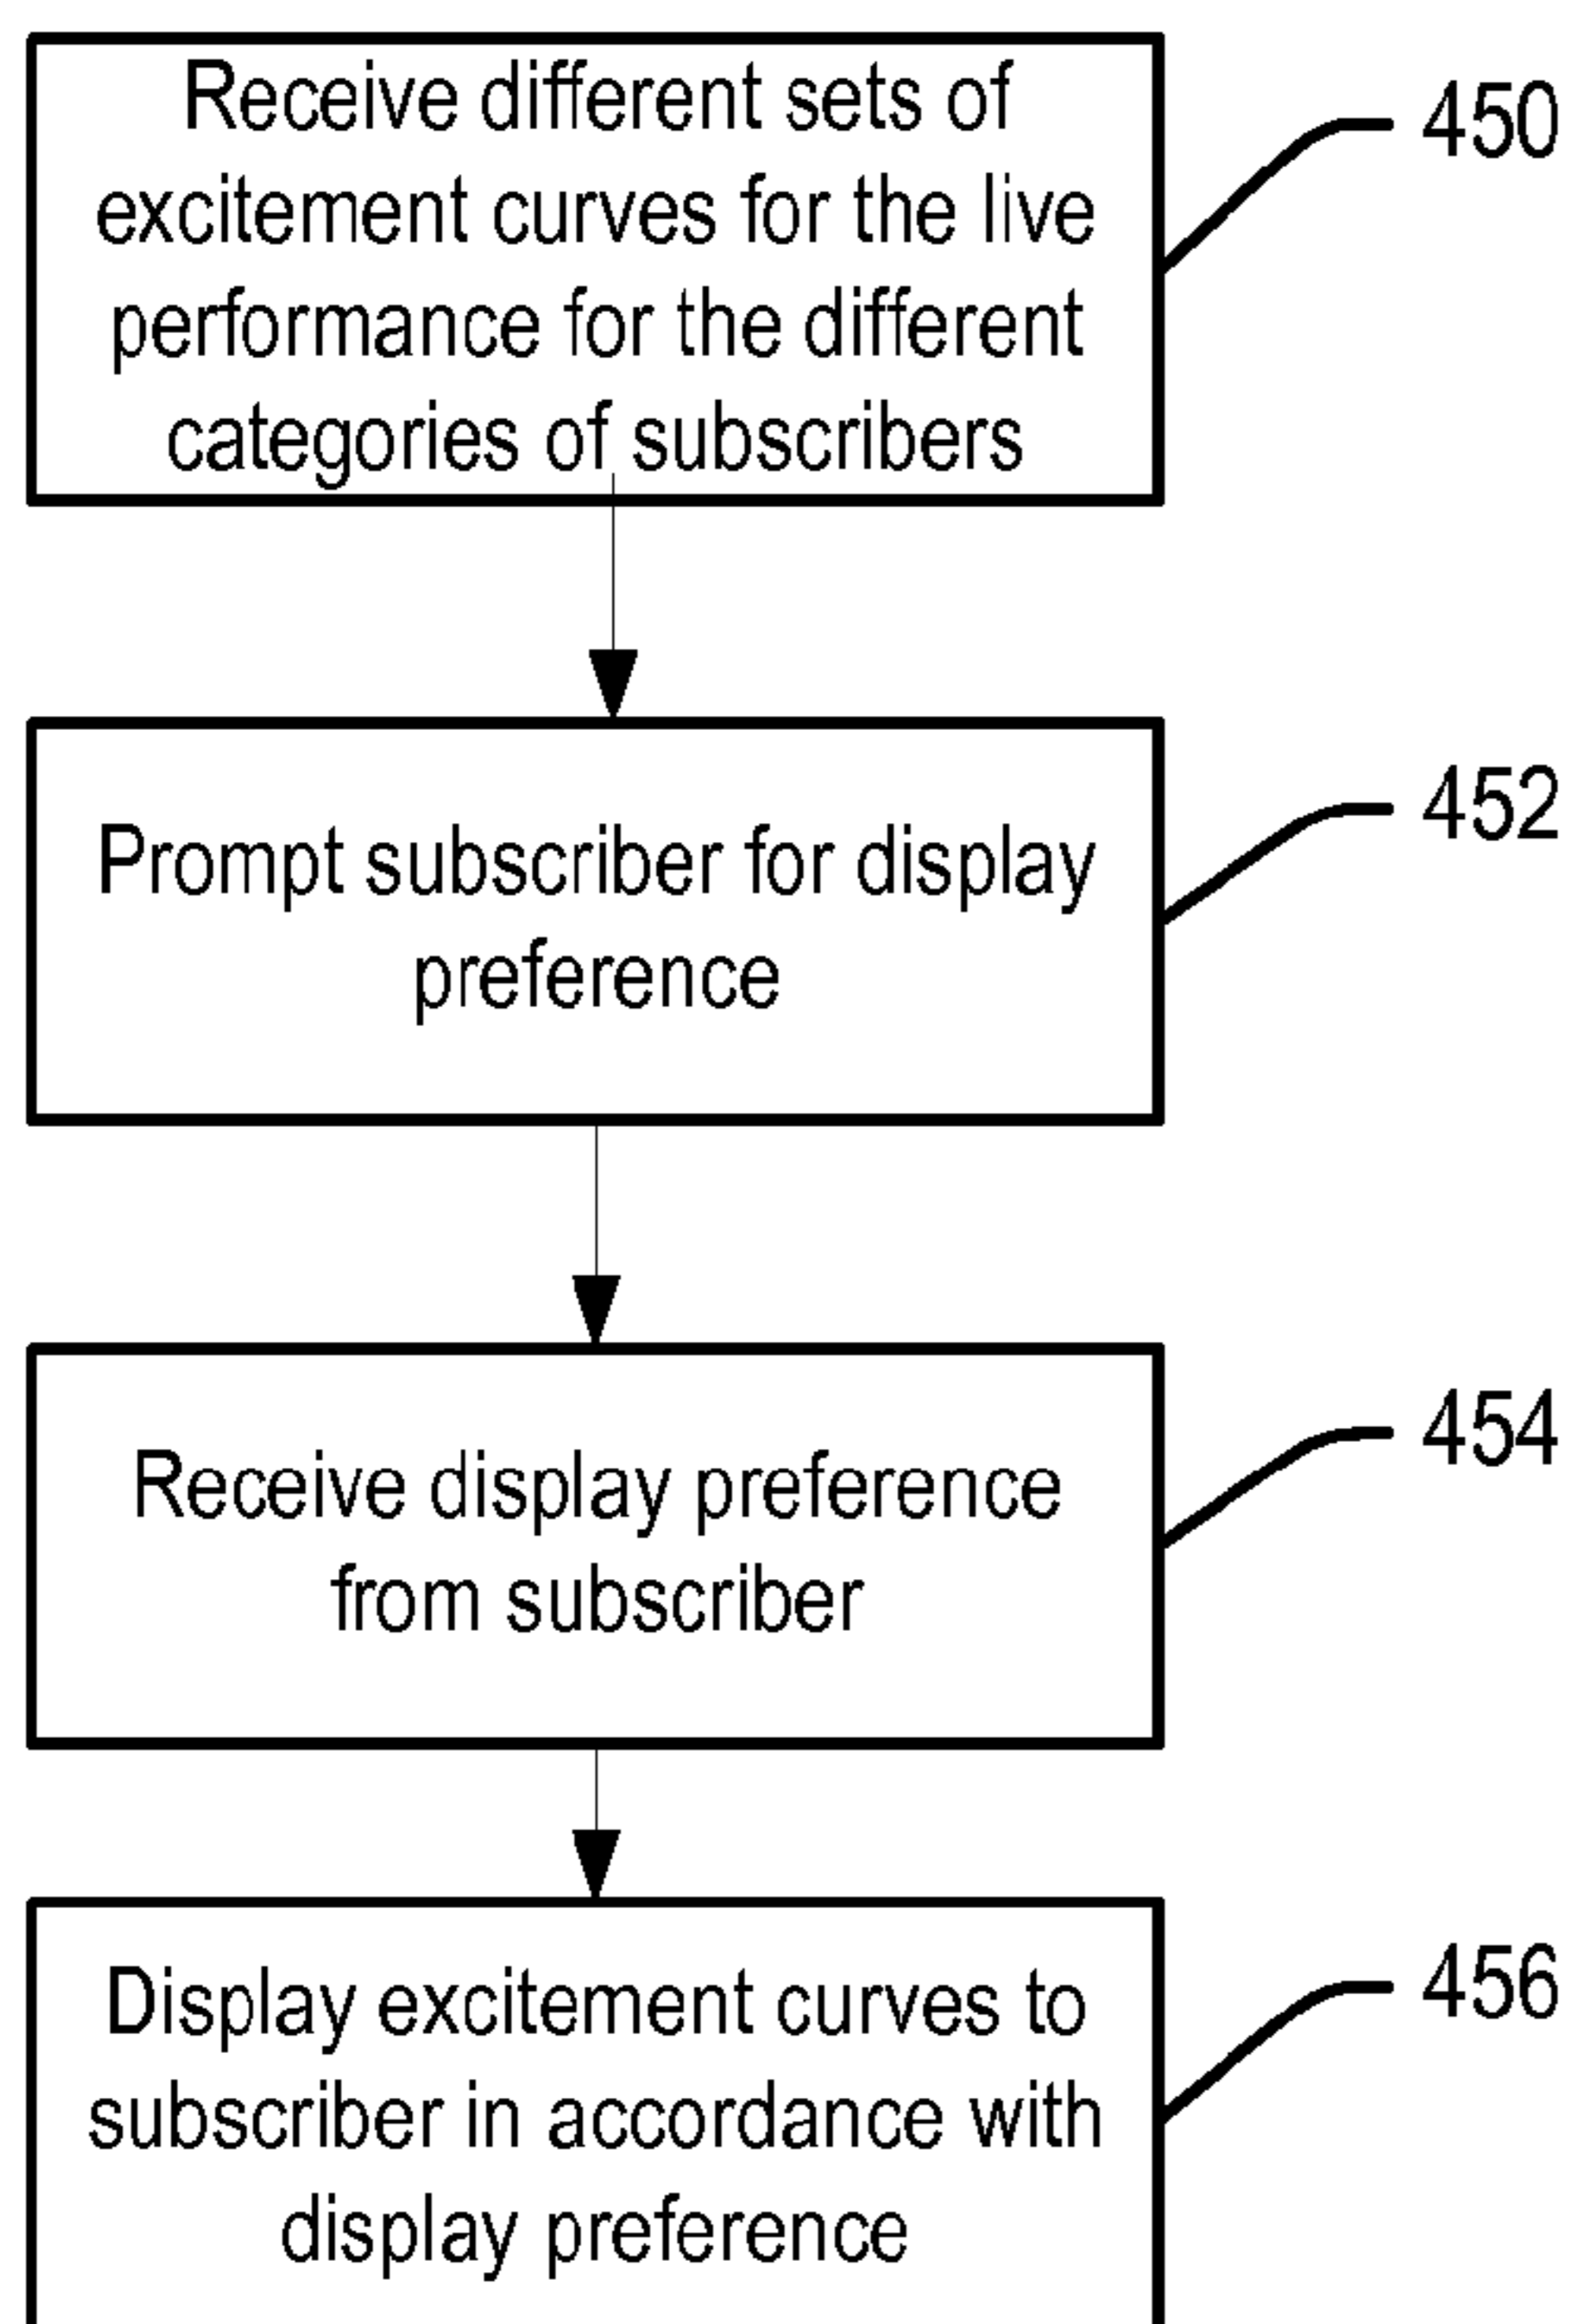 Receive different sets of
excitement curves for the live
performance for the different
categories of subscribers
450
Prompt subscriber for display
preference
452
Receive display preference
from subscriber
454
Display excitement curves to
subscriber in accordance with
display preference
456